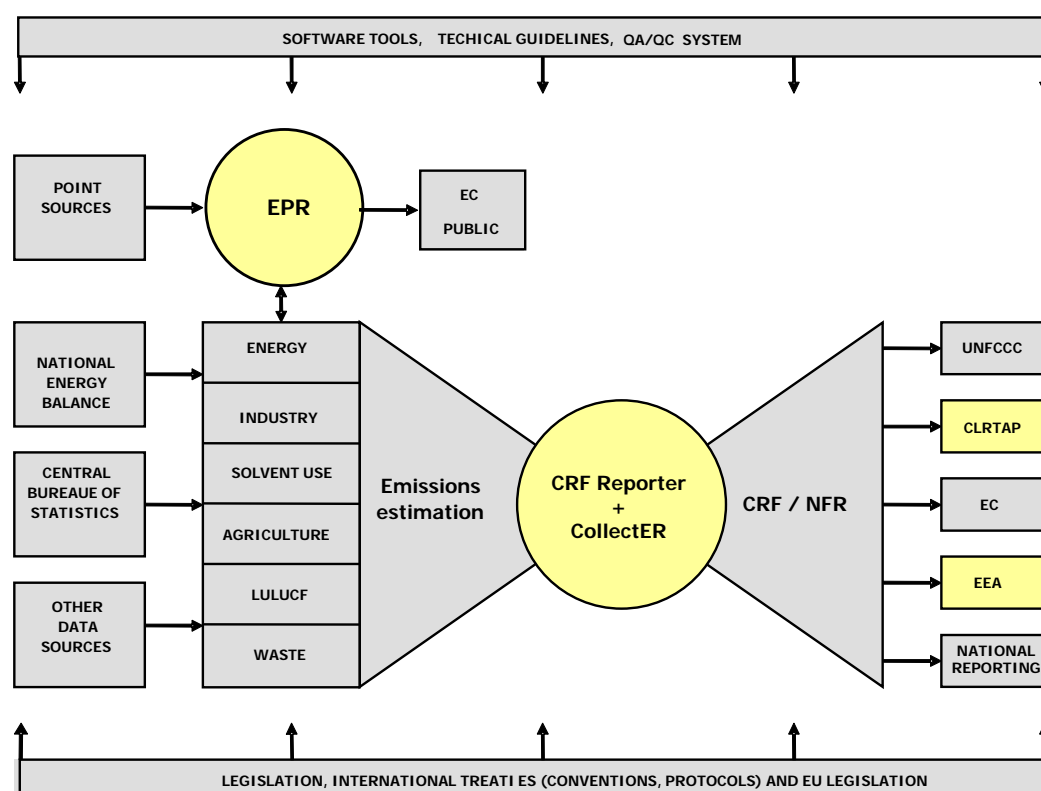 SOFTWARE TOOLS, TECHICAL GUIDELINES, QA/QC SYSTEM
POINT
SOURCES
EPR
EC
PUBLIC
NATIONAL
ENERGY
BALANCE
CENTRAL
BUREAUE OF
STATISTICS
OTHER
DATA
SOURCES
ENERGY
INDUSTRY
SOLVENT USE
AGRICULTURE
LULUCF
WASTE
Emissions
estimation
CRF Reporter
+
CollectER
CRF / NFR
UNFCCC
CLRTAP
EC
EEA
NATIONAL
REPORTING
LEGISLATION, INTERNATIONAL TREATIES (CONVENTIONS, PROTOCOLS) AND EU LEGISLATION